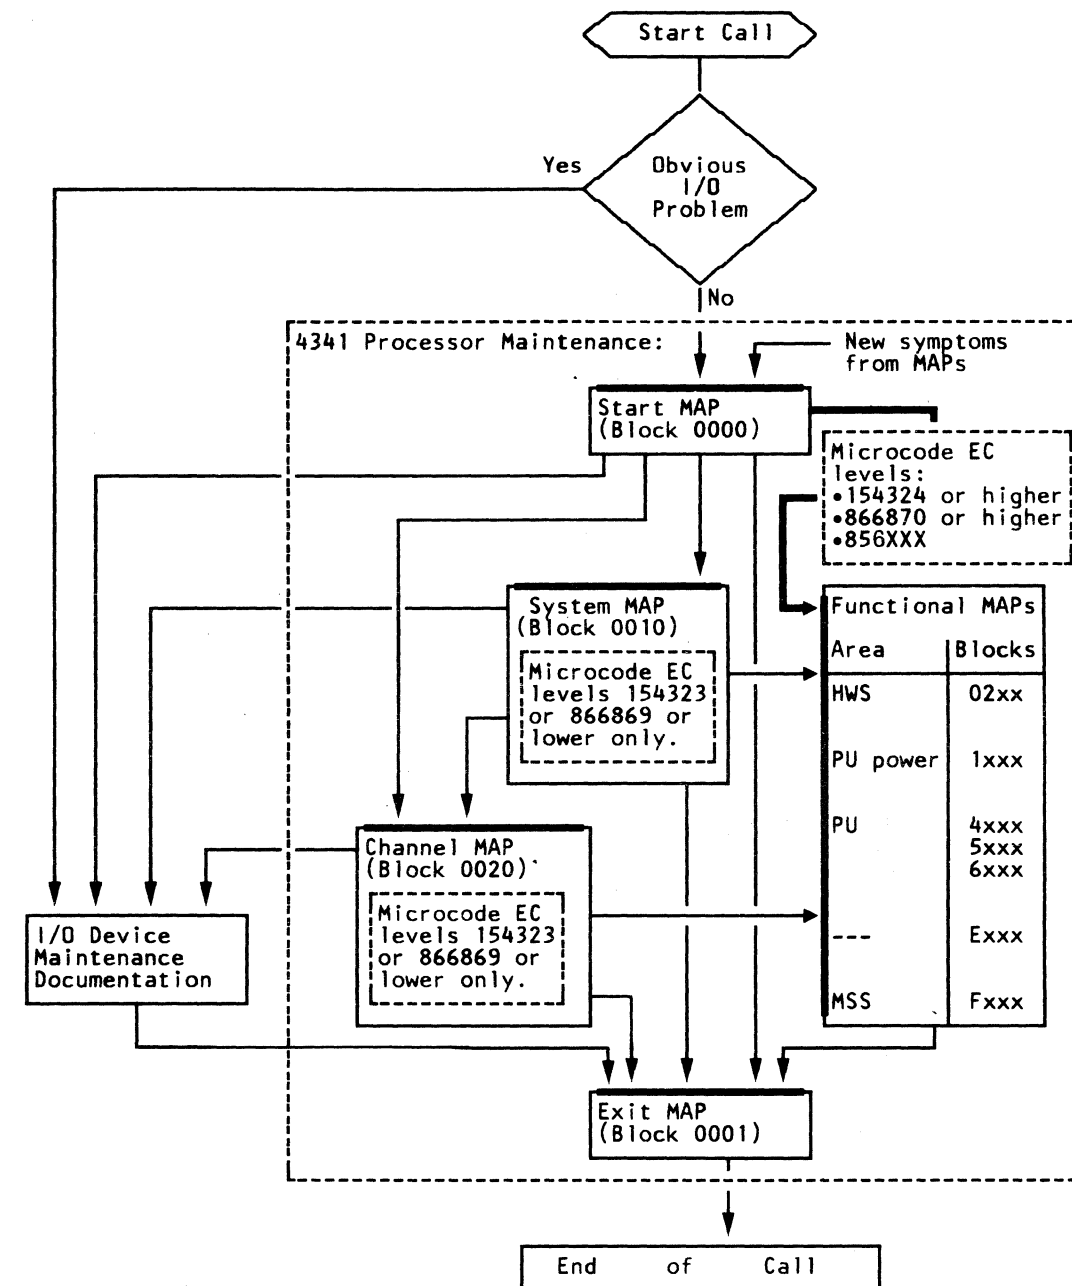 Start Call
Yes
Obvious
I/O
Problem
No
4341 Processor Maintenance:
New symptoms
from MAPs
Start MAP
(Block 0000)
Microcode EC
levels:
•154324 or higher
•866870 or higher
•856XXX
System MAP
(Block 0010)
Microcode EC
levels 154323
or 866869 or
lower only.
Functional MAPs
Area Blocks
HWS 02xx
PU power 1xxx
PU 4xxx
5xxx
6xxx
--- Exxx
MSS Fxxx
Channel MAP
(Block 0020)
Microcode EC
levels 154323
or 866869 or
lower only.
I/O Device
Maintenance
Documentation
Exit MAP
(Block 0001)
End of Call